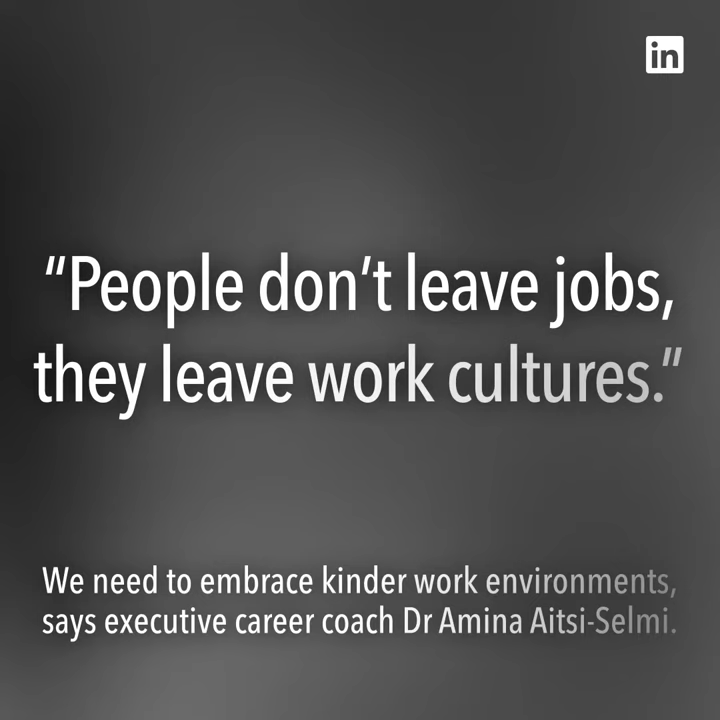 in
“People don’t leave jobs,
they leave work cultures.”
We need to embrace kinder work environments,
says executive career coach Dr Amina Aitsi-Selmi.